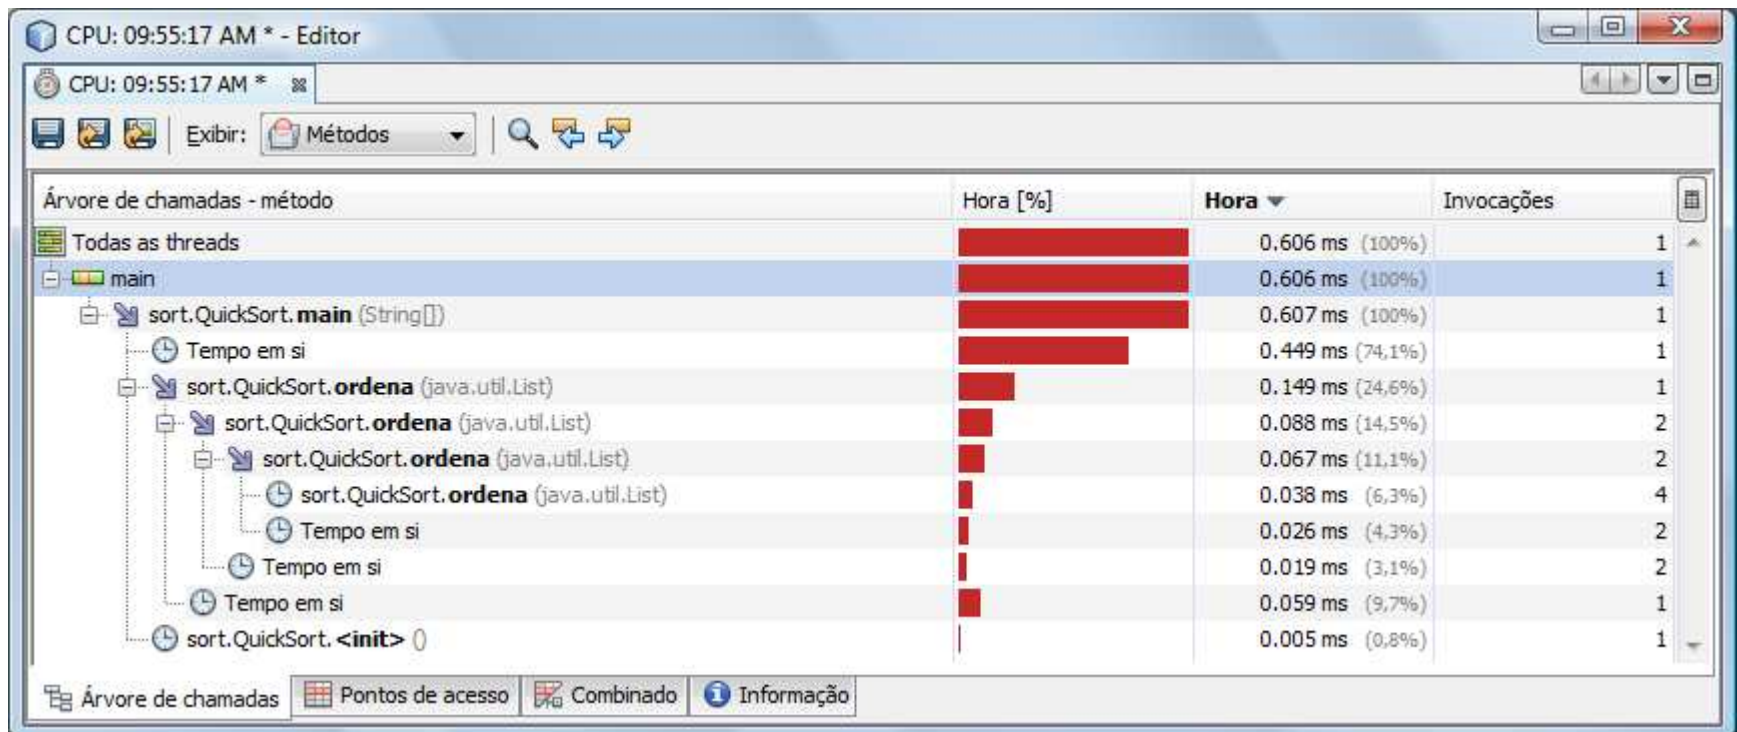 CPU: 09:55:17 AM * - Editor
CPU: 09:55:17 AM *
Exibir: Métodos
Árvore de chamadas - método Hora [%] Hora Invocações
Todas as threads 0.606 ms (100%) 1
main 0.606 ms (100%) 1
sort.QuickSort.main (String[]) 0.607 ms (100%) 1
Tempo em si 0.449 ms (74,1%) 1
sort.QuickSort.ordena (java.util.List) 0.149 ms (24,6%) 1
sort.QuickSort.ordena (java.util.List) 0.088 ms (14,5%) 2
sort.QuickSort.ordena (java.util.List) 0.067 ms (11,1%) 2
sort.QuickSort.ordena (java.util.List) 0.038 ms (6,3%) 4
Tempo em si 0.026 ms (4,3%) 2
Tempo em si 0.019 ms (3,1%) 2
Tempo em si 0.059 ms (9,7%) 1
sort.QuickSort.<init> () 0.005 ms (0,8%) 1
Árvore de chamadas Pontos de acesso Combinado Informação